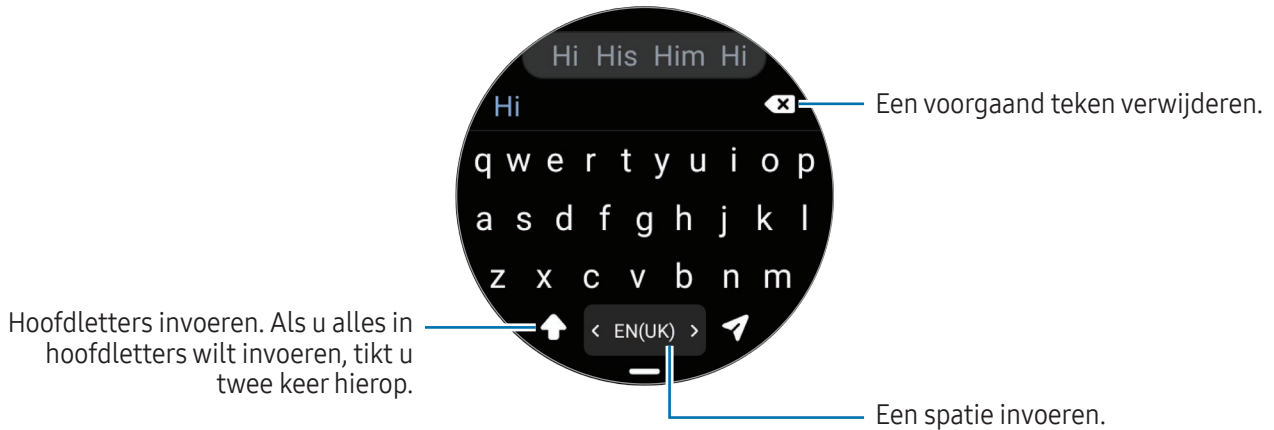 Hi His Him Hi
Hi
Een voorgaand teken verwijderen.
q w e r t y u i o p
a s d f g h j k l
z x c v b n m
Hoofdletters invoeren. Als u alles in
hoofdletters wilt invoeren, tikt u
twee keer hierop.
< EN(UK) >
Een spatie invoeren.